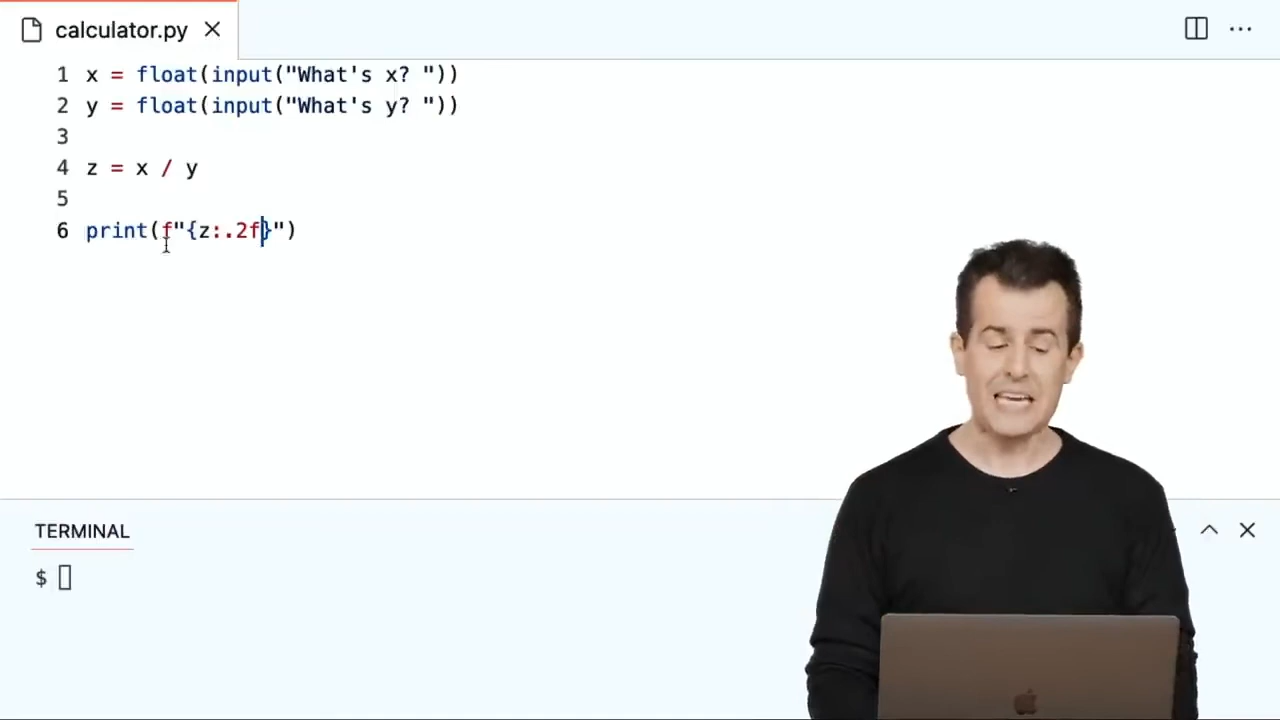 calculator.py
1 x = float(input("What's x? "))
2 y = float(input("What's y? "))
3
4 z = x / y
5
6 print(f"{z:.2f}")
TERMINAL
$